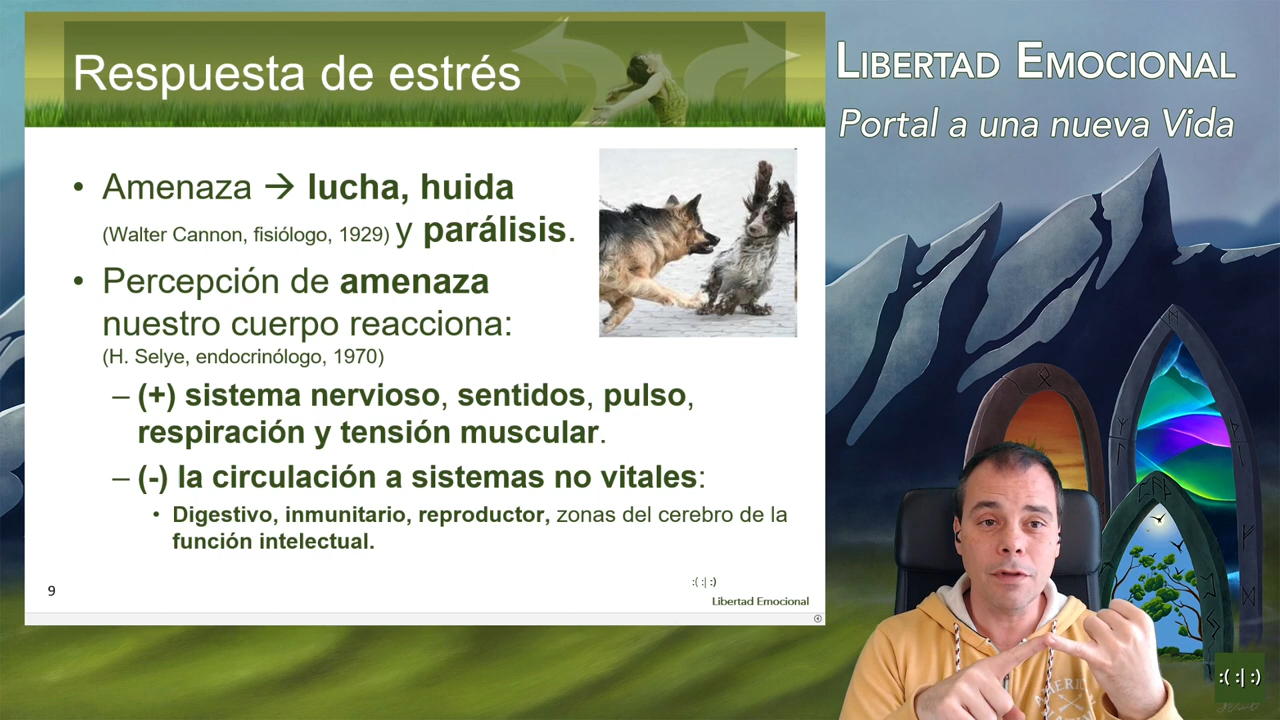 Respuesta de estrés
LIBERTAD EMOCIONAL
Portal a una nueva Vida
• Amenaza → lucha, huida
(Walter Cannon, fisiólogo, 1929) y parálisis.
• Percepción de amenaza
nuestro cuerpo reacciona:
(H. Selye, endocrinólogo, 1970)
– (+) sistema nervioso, sentidos, pulso,
respiración y tensión muscular.
– (-) la circulación a sistemas no vitales:
• Digestivo, inmunitario, reproductor, zonas del cerebro de la
función intelectual.
9
:( :| :)
Libertad Emocional
:( :| :)